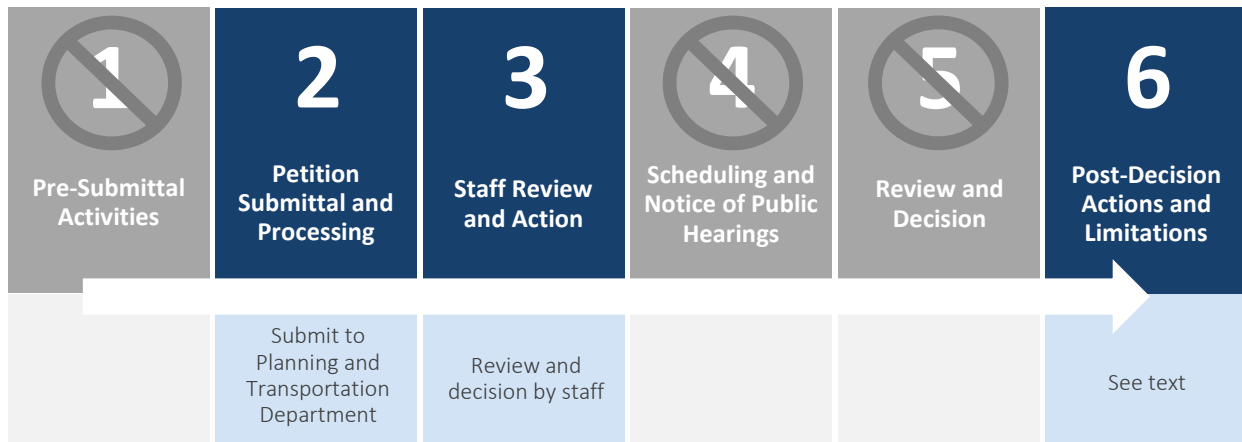 1
Pre-Submittal
Activities
2
Petition
Submittal and
Processing
3
Staff Review
and Action
4
Scheduling and
Notice of Public
Hearings
5
Review and
Decision
6
Post-Decision
Actions and
Limitations
Submit to
Planning and
Transportation
Department
Review and
decision by staff
See text